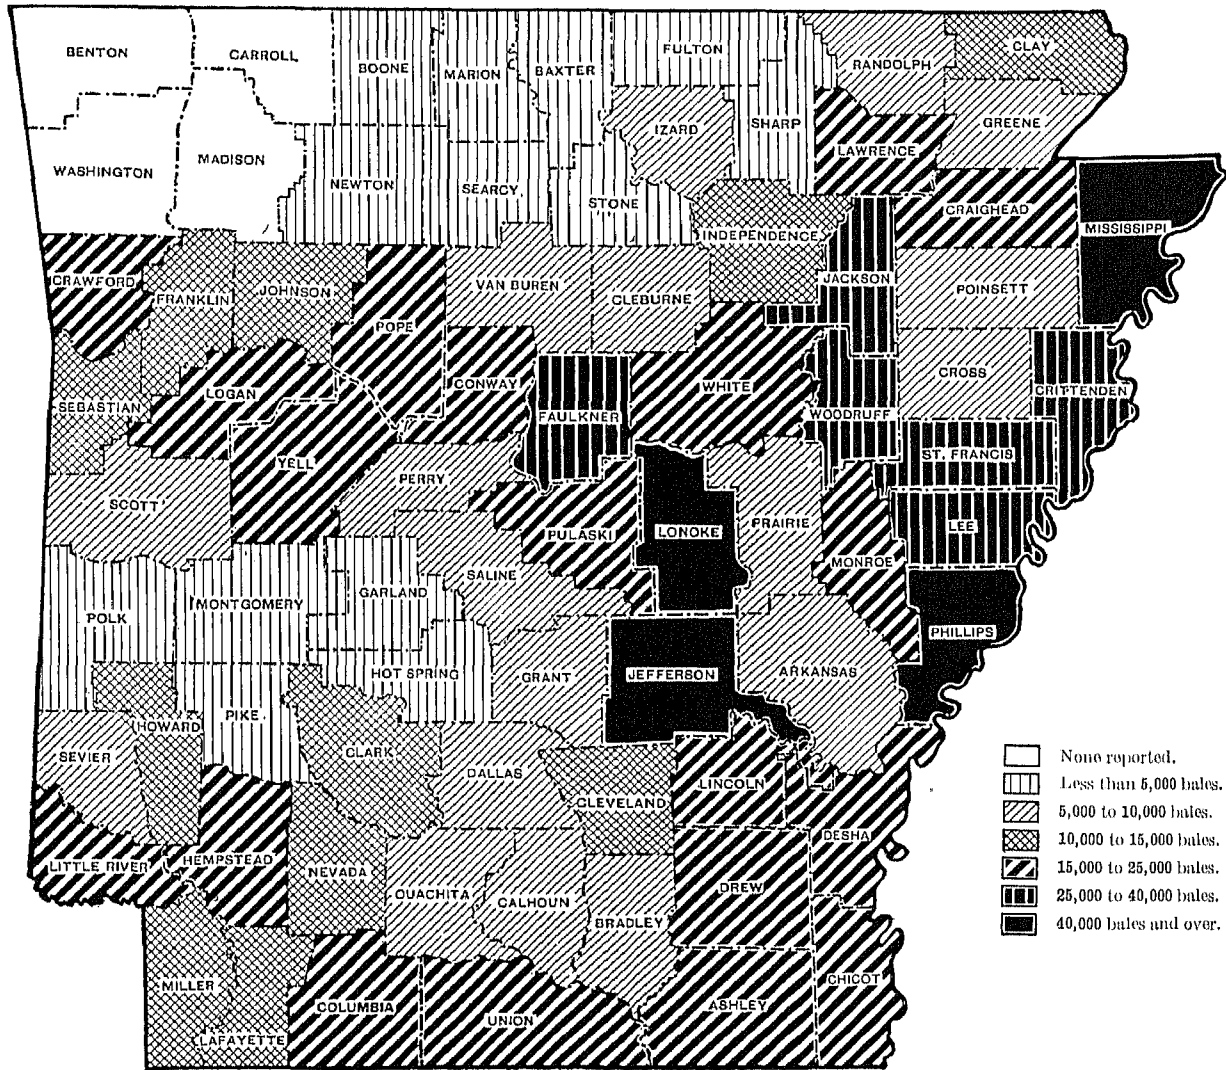 BENTON
CARROLL
BOONE
MARION
BAXTER
FULTON
RANDOLPH
CLAY
IZARD
SHARP
GREENE
WASHINGTON
MADISON
NEWTON
SEARCY
STONE
LAWRENCE
INDEPENDENCE
CRAIGHEAD
MISSISSIPPI
CRAWFORD
FRANKLIN
JOHNSON
POPE
VAN BUREN
CLEBURNE
JACKSON
POINSETT
SEBASTIAN
LOGAN
CONWAY
FAULKNER
WHITE
WOODRUFF
CROSS
CRITTENDEN
YELL
ST. FRANCIS
SCOTT
PERRY
PULASKI
LONOKE
PRAIRIE
MONROE
LEE
POLK
MONTGOMERY
GARLAND
SALINE
PHILLIPS
HOT SPRING
GRANT
JEFFERSON
ARKANSAS
SEVIER
HOWARD
PIKE
CLARK
DALLAS
CLEVELAND
LINCOLN
DESHA
LITTLE RIVER
HEMPSTEAD
NEVADA
OUACHITA
CALHOUN
BRADLEY
DREW
CHICOT
MILLER
LAFAYETTE
COLUMBIA
UNION
ASHLEY
None reported.
Less than 5,000 bales.
5,000 to 10,000 bales.
10,000 to 15,000 bales.
15,000 to 25,000 bales.
25,000 to 40,000 bales.
40,000 bales and over.